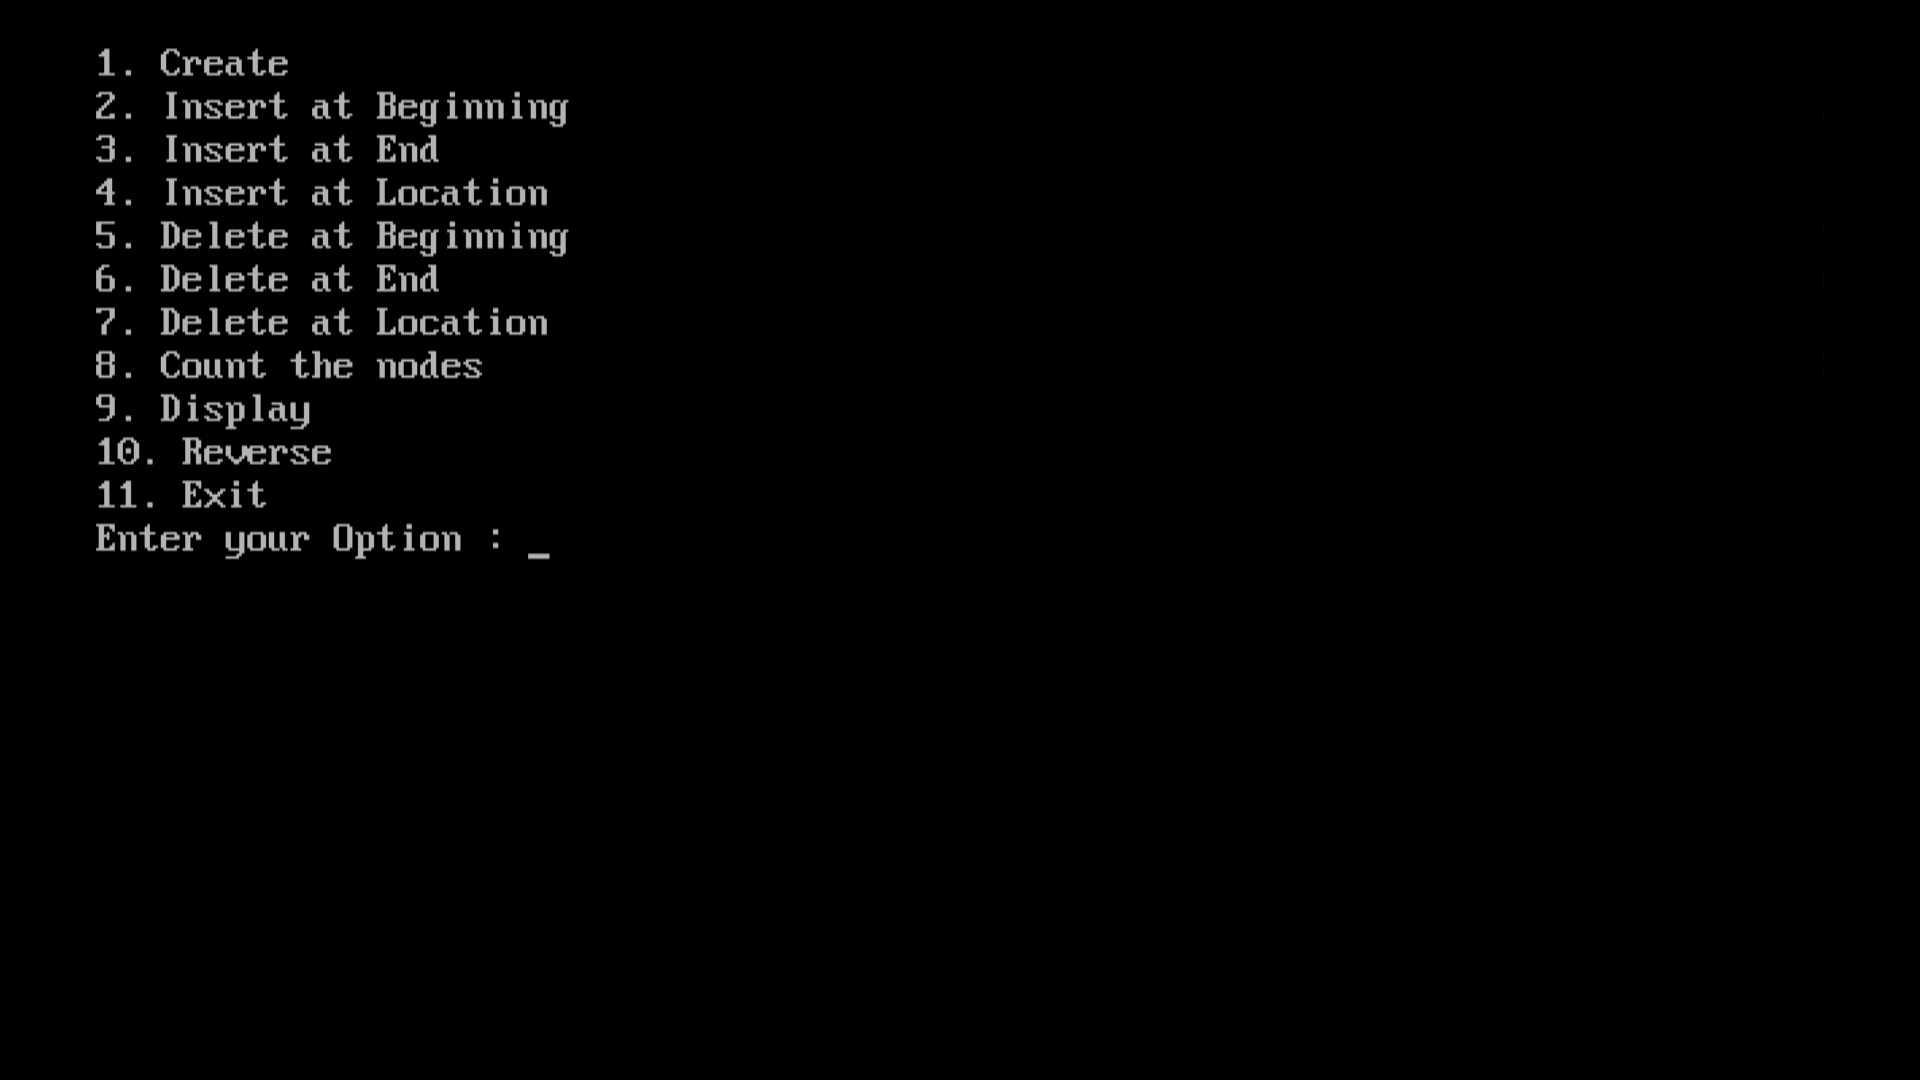 1. Create
2. Insert at Beginning
3. Insert at End
4. Insert at Location
5. Delete at Beginning
6. Delete at End
7. Delete at Location
8. Count the nodes
9. Display
10. Reverse
11. Exit
Enter your Option : _